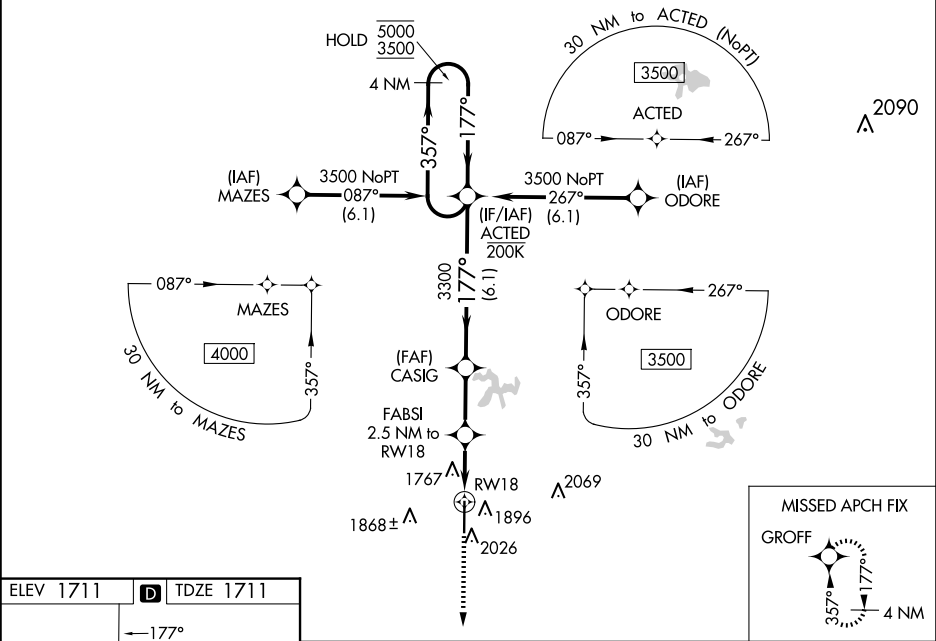 HOLD 5000
3500
4 NM
357°
177°
30 NM to ACTED (NoPT)
3500
ACTED
087°
267°
2090
(IAF)
MAZES
3500 NoPT
087°
(6.1)
3500 NoPT
267°
(6.1)
(IAF)
ODORE
(IF/IAF)
ACTED
200K
3300
177°
(6.1)
087°
MAZES
4000
357°
30 NM to MAZES
267°
ODORE
3500
357°
30 NM to ODORE
(FAF)
CASIG
FABSI
2.5 NM to
RW18
1767
RW18
2069
1868±
1896
2026
MISSED APCH FIX
GROFF
357°
177°
4 NM
ELEV 1711 D TDZE 1711
177°